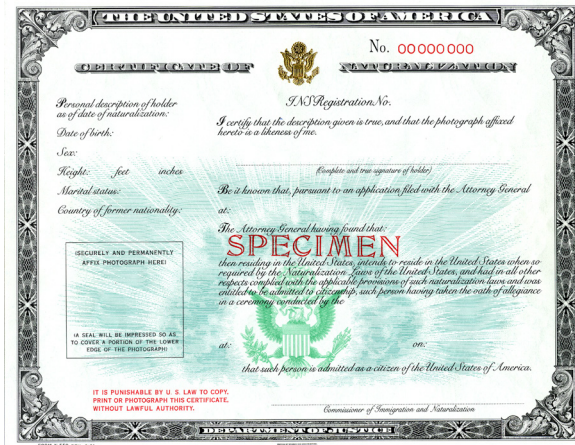 THE UNITED STATES OF AMERICA
No. 00000000
CERTIFICATE OF NATURALIZATION
Personal description of holder
as of date of naturalization:
Date of birth:
Sex:
Height: feet inches
Marital status:
Country of former nationality:
(SECURELY AND PERMANENTLY
AFFIX PHOTOGRAPH HERE)
(A SEAL WILL BE IMPRESSED SO AS
TO COVER A PORTION OF THE LOWER
EDGE OF THE PHOTOGRAPH)
IT IS PUNISHABLE BY U. S. LAW TO COPY,
PRINT OR PHOTOGRAPH THIS CERTIFICATE,
WITHOUT LAWFUL AUTHORITY.
INS Registration No.
I certify that the description given is true, and that the photograph affixed
hereto is a likeness of me.
(Complete and true signature of holder)
Be it known that, pursuant to an application filed with the Attorney General
at:
The Attorney General having found that:
SPECIMEN
then residing in the United States, intends to reside in the United States when so
required by the Naturalization Laws of the United States, and had in all other
respects complied with the applicable provisions of such naturalization laws and was
entitled to be admitted to citizenship, such person having taken the oath of allegiance
in a ceremony conducted by the
at: on:
that such person is admitted as a citizen of the United States of America.
Commissioner of Immigration and Naturalization
DEPARTMENT OF JUSTICE